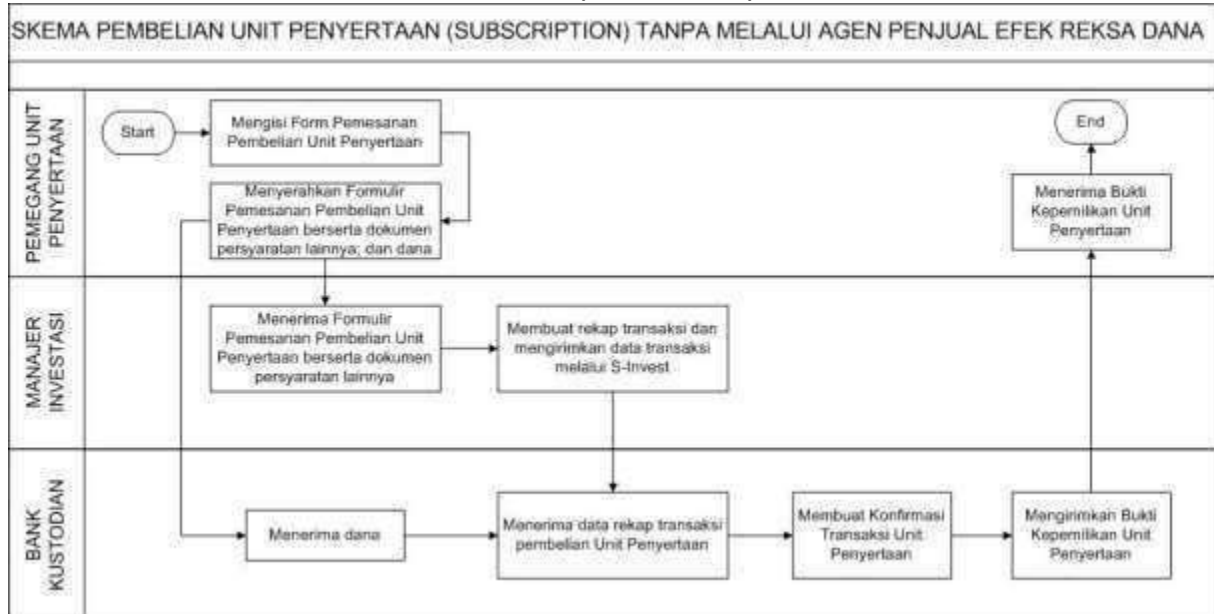 SKEMA PEMBELIAN UNIT PENYERTAAN (SUBSCRIPTION) TANPA MELALUI AGEN PENJUAL EFEK REKSA DANA
PEMEGANG UNIT
PENYERTAAN
Start
Mengisi Form Pemesanan
Pembelian Unit Penyertaan
Menyerahkan Formulir
Pemesanan Pembelian Unit
Penyertaan berserta dokumen
persyaratan lainnya; dan dana
End
Menerima Bukti
Kepemilikan Unit
Penyertaan
MANAJER
INVESTASI
Menerima Formulir
Pemesanan Pembelian Unit
Penyertaan berserta dokumen
persyaratan lainnya
Membuat rekap transaksi dan
mengirimkan data transaksi
melalui S-Invest
BANK
KUSTODIAN
Menerima dana
Menerima data rekap transaksi
pembelian Unit Penyertaan
Membuat Konfirmasi
Transaksi Unit
Penyertaan
Mengirimkan Bukti
Kepemilikan Unit
Penyertaan